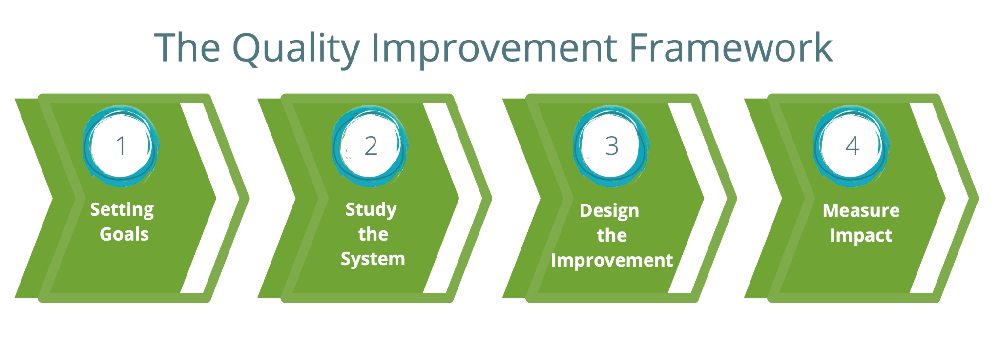 The Quality Improvement Framework
1
Setting
Goals
2
Study
the
System
3
Design
the
Improvement
4
Measure
Impact